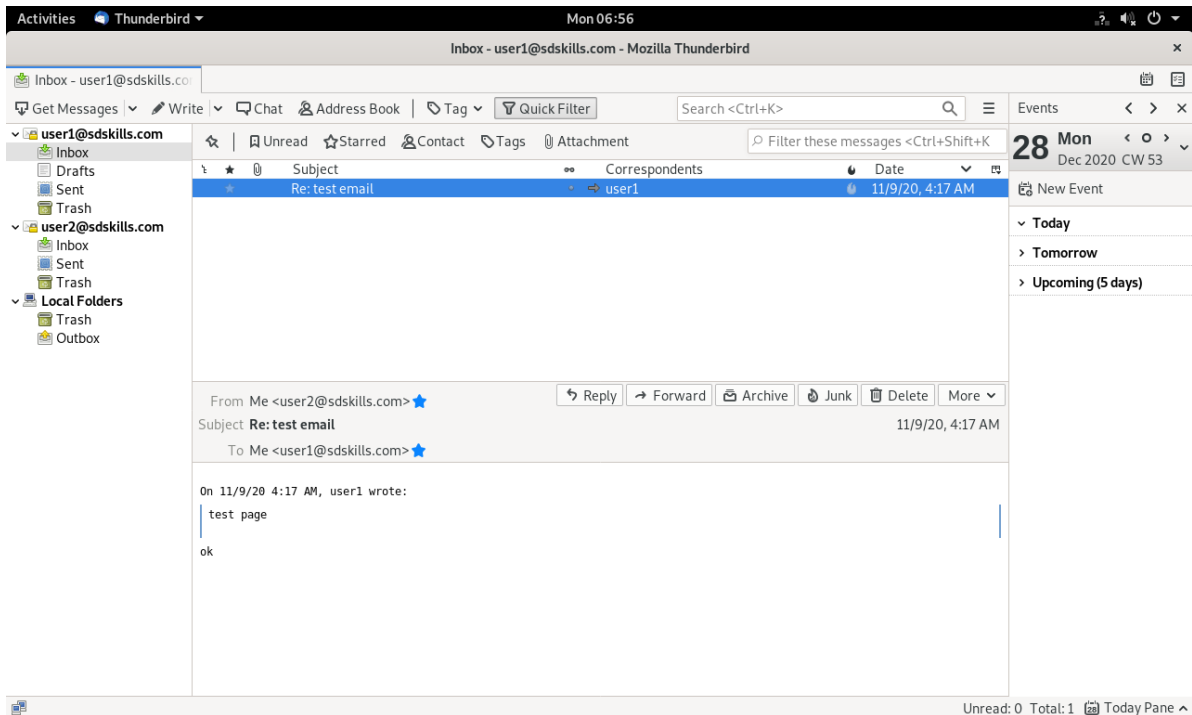 Activities Thunderbird Mon 06:56
Inbox - user1@sdskills.com - Mozilla Thunderbird
Inbox - user1@sdskills.co
Get Messages Write Chat Address Book Tag Quick Filter Search <Ctrl+K> Events
user1@sdskills.com
Inbox
Drafts
Sent
Trash
user2@sdskills.com
Inbox
Sent
Trash
Local Folders
Trash
Outbox
Unread Starred Contact Tags Attachment Filter these messages <Ctrl+Shift+K
Subject Correspondents Date
Re: test email user1 11/9/20, 4:17 AM
From Me <user2@sdskills.com> Reply Forward Archive Junk Delete More
Subject Re: test email 11/9/20, 4:17 AM
To Me <user1@sdskills.com>
On 11/9/20 4:17 AM, user1 wrote:
test page
ok
28 Mon
Dec 2020 CW 53
New Event
Today
Tomorrow
Upcoming (5 days)
Unread: 0 Total: 1 28 Today Pane